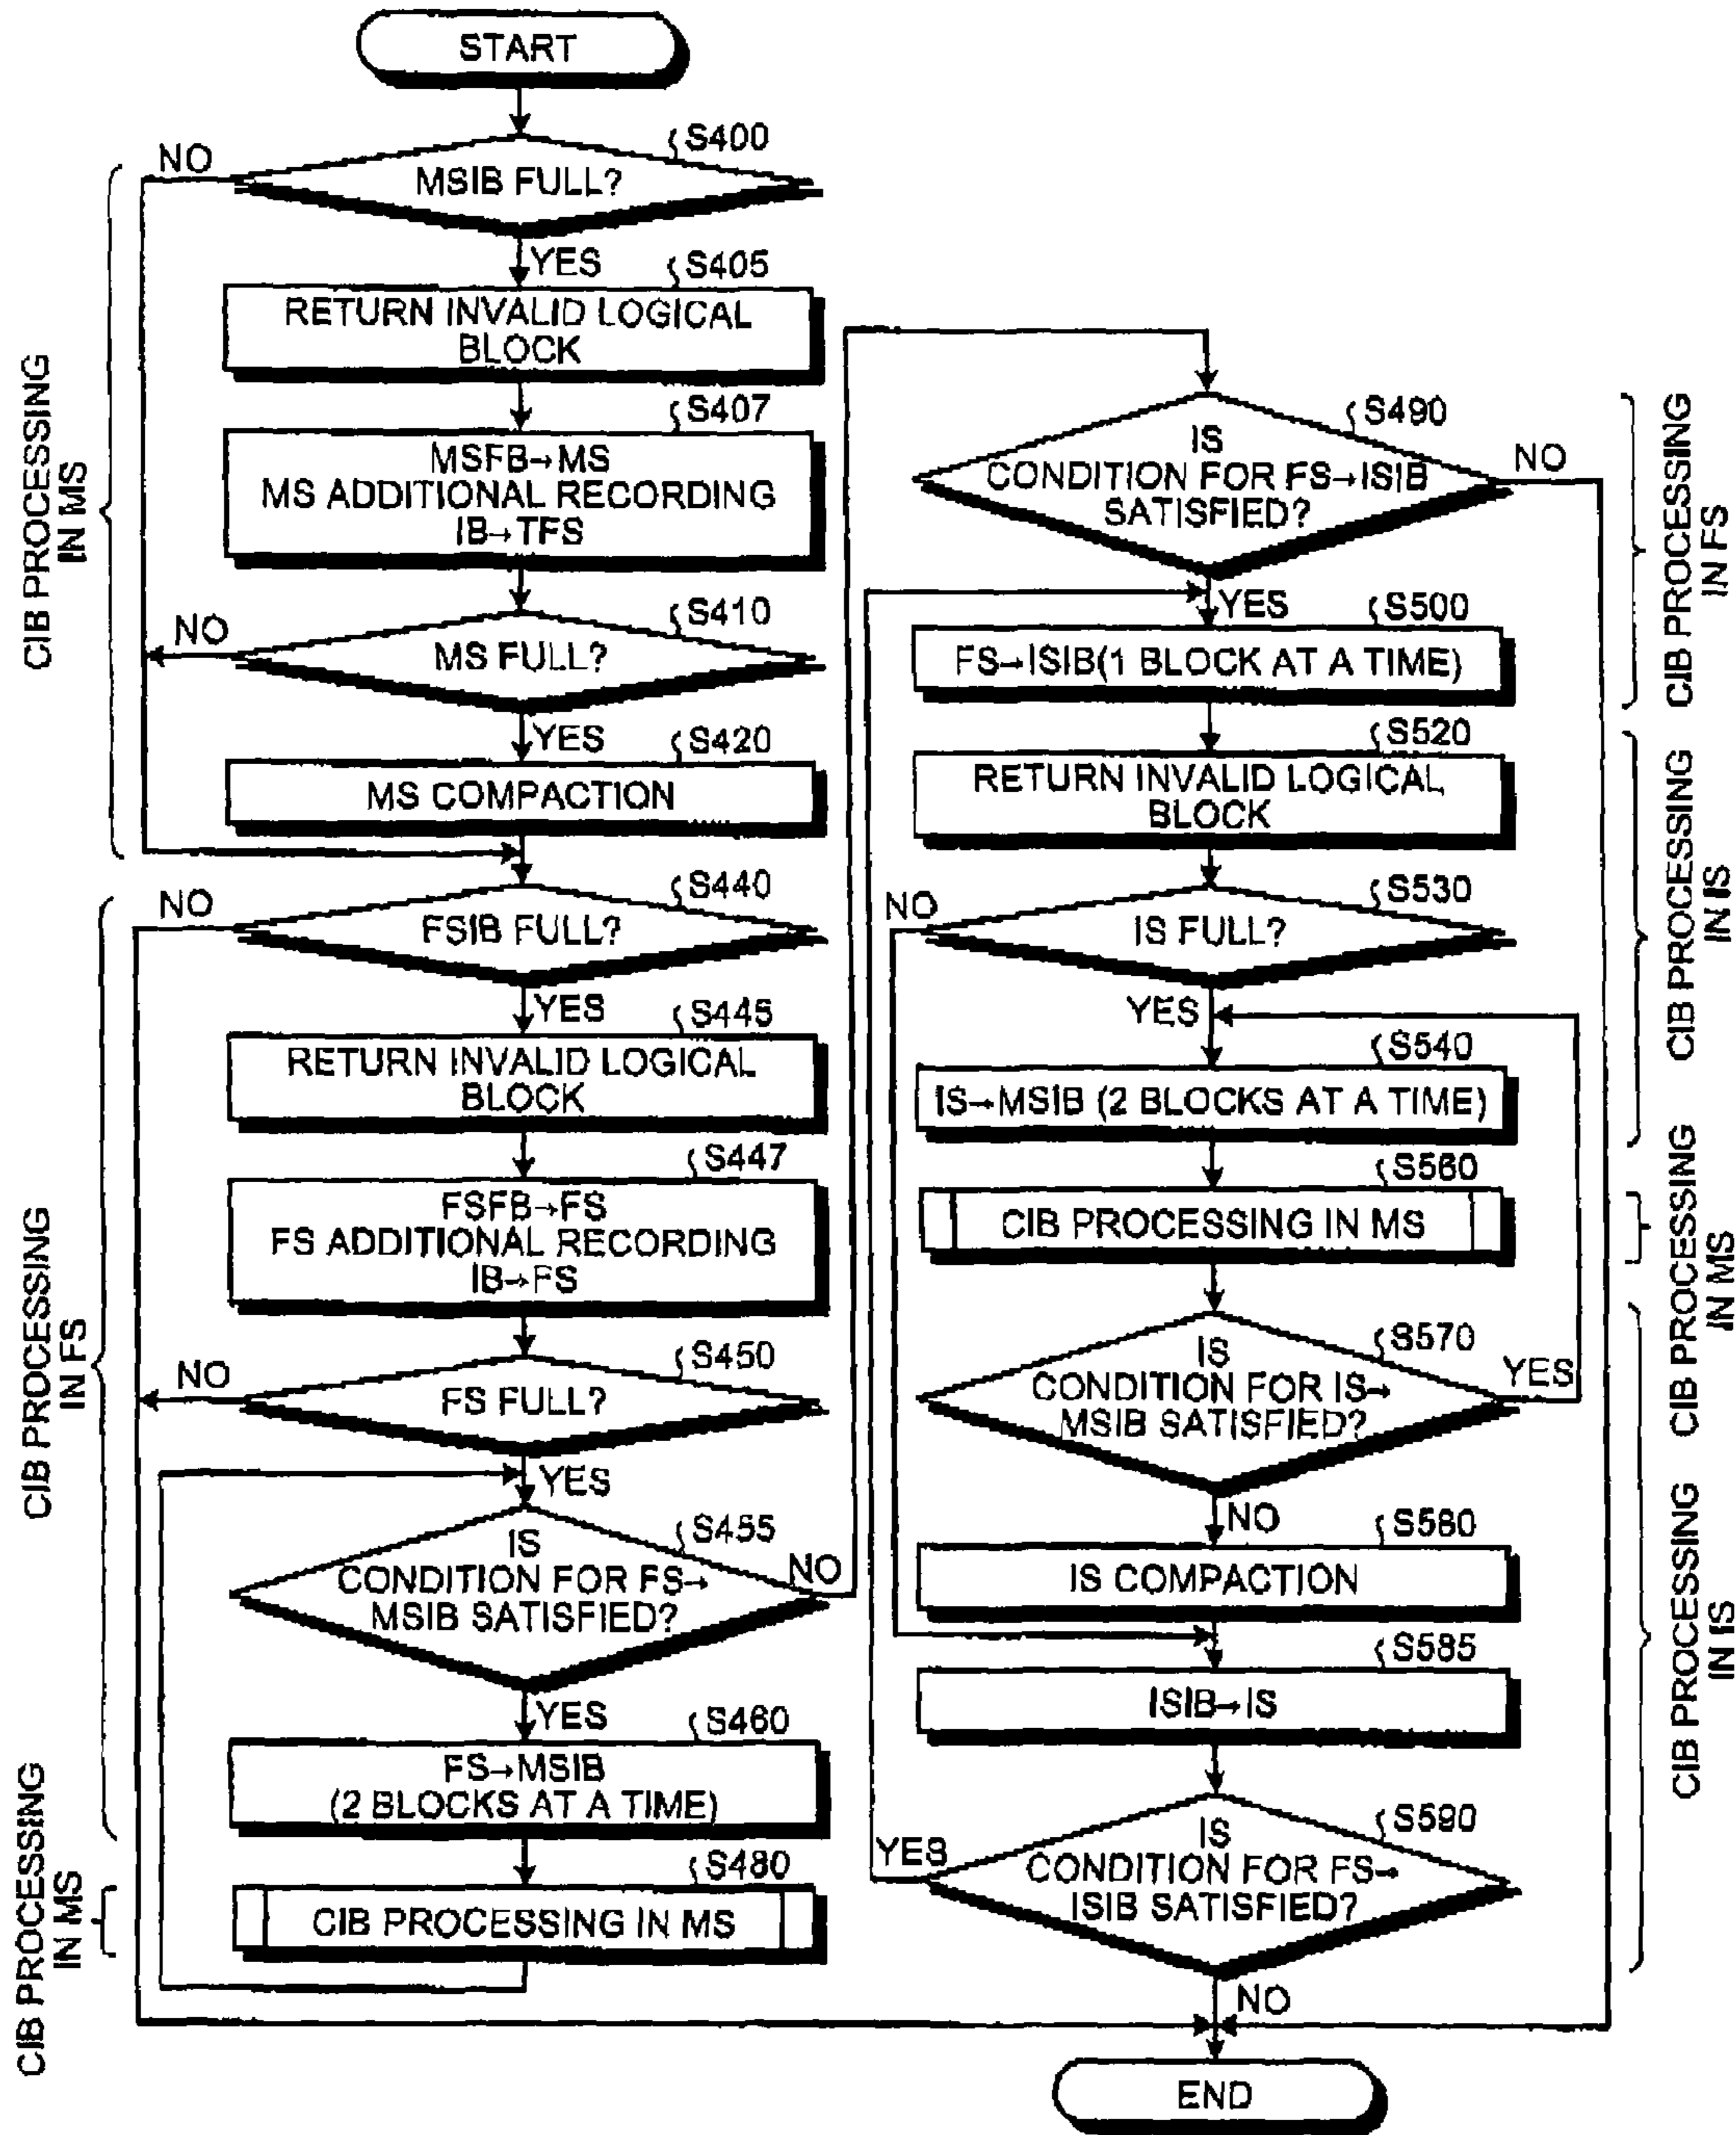 START
S400
NO
MSIB FULL?
YES
S405
RETURN INVALID LOGICAL
BLOCK
S407
MSFB→MS
MS ADDITIONAL RECORDING
IB→TFS
S410
NO
MS FULL?
YES
S420
MS COMPACTION
CIB PROCESSING
IN MS
S440
NO
FSIB FULL?
YES
S445
RETURN INVALID LOGICAL
BLOCK
S447
FSFB→FS
FS ADDITIONAL RECORDING
IB→FS
S450
NO
FS FULL?
YES
S455
IS
CONDITION FOR FS→
MSIB SATISFIED?
NO
YES
S460
FS→MSIB
(2 BLOCKS AT A TIME)
CIB PROCESSING
IN FS
S480
CIB PROCESSING IN MS
CIB PROCESSING
IN MS
S490
IS
CONDITION FOR FS→ISIB
SATISFIED?
NO
YES
S500
FS→ISIB(1 BLOCK AT A TIME)
CIB PROCESSING
IN FS
S520
RETURN INVALID LOGICAL
BLOCK
S530
NO
IS FULL?
YES
S540
IS→MSIB (2 BLOCKS AT A TIME)
CIB PROCESSING
IN IS
S560
CIB PROCESSING IN MS
CIB PROCESSING
IN MS
S570
IS
CONDITION FOR IS→
MSIB SATISFIED?
YES
NO
S580
IS COMPACTION
S585
ISIB→IS
S590
YES
IS
CONDITION FOR FS→
ISIB SATISFIED?
NO
CIB PROCESSING
IN IS
END